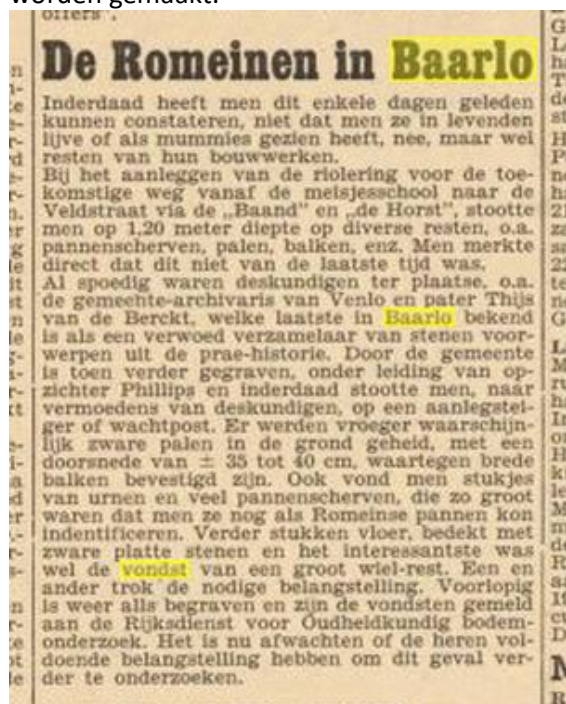 worden gemaakt.
offers".
De Romeinen in Baarlo
Inderdaad heeft men dit enkele dagen geleden
kunnen constateren, niet dat men ze in levenden
lijve of als mummies gezien heeft, nee, maar wel
resten van hun bouwwerken.
Bij het aanleggen van de riolering voor de toe-
komstige weg vanaf de meisjesschool naar de
Veldstraat via de „Baand" en „de Horst", stootte
men op 1,20 meter diepte op diverse resten, o.a.
pannenscherven, palen, balken, enz. Men merkte
direct dat dit niet van de laatste tijd was.
Al spoedig waren deskundigen ter plaatse, o.a.
de gemeente-archivaris van Venlo en pater Thijs
van de Berckt, welke laatste in Baarlo bekend
is als een verwoed verzamelaar van stenen voor-
werpen uit de prae-historie. Door de gemeente
is toen verder gegraven, onder leiding van op-
zichter Phillips en inderdaad stootte men, naar
vermoedens van deskundigen, op een aanlegstei-
ger of wachtpost. Er werden vroeger waarschijn-
lijk zware palen in de grond geheid, met een
doorsnede van ± 35 tot 40 cm, waartegen brede
balken bevestigd zijn. Ook vond men stukjes
van urnen en veel pannenscherven, die zo groot
waren dat men ze nog als Romeinse pannen kon
indentificeren. Verder stukken vloer, bedekt met
zware platte stenen en het interessantste was
wel de vondst van een groot wiel-rest. Een en
ander trok de nodige belangstelling. Voorlopig
is weer alls begraven en zijn de vondsten gemeld
aan de Rijksdienst voor Oudheidkundig bodem-
onderzoek. Het is nu afwachten of de heren vol-
doende belangstelling hebben om dit geval ver-
der te onderzoeken.